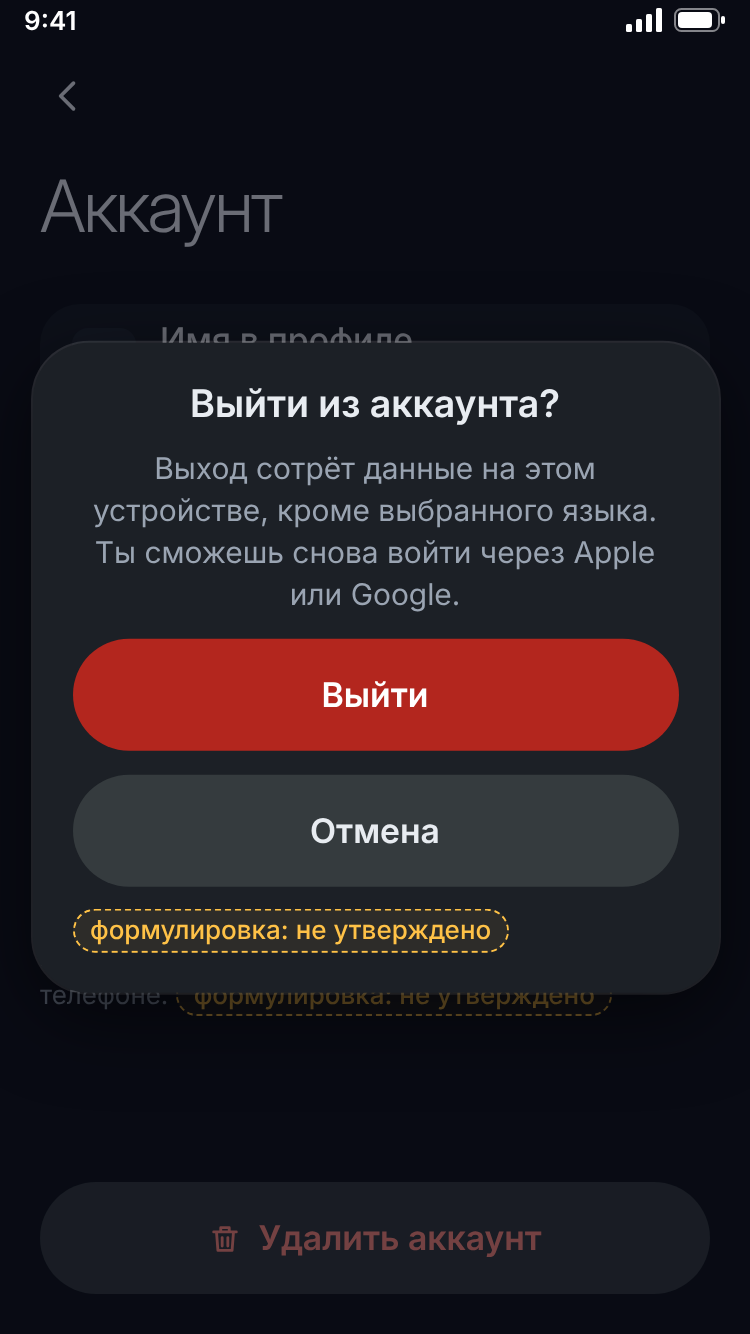 9:41
Аккаунт
Имя в профиле
Выйти из аккаунта?
Выход сотрёт данные на этом
устройстве, кроме выбранного языка.
Ты сможешь снова войти через Apple
или Google.
Выйти
Отмена
формулировка: не утверждено
телефоне. формулировка: не утверждено
Удалить аккаунт